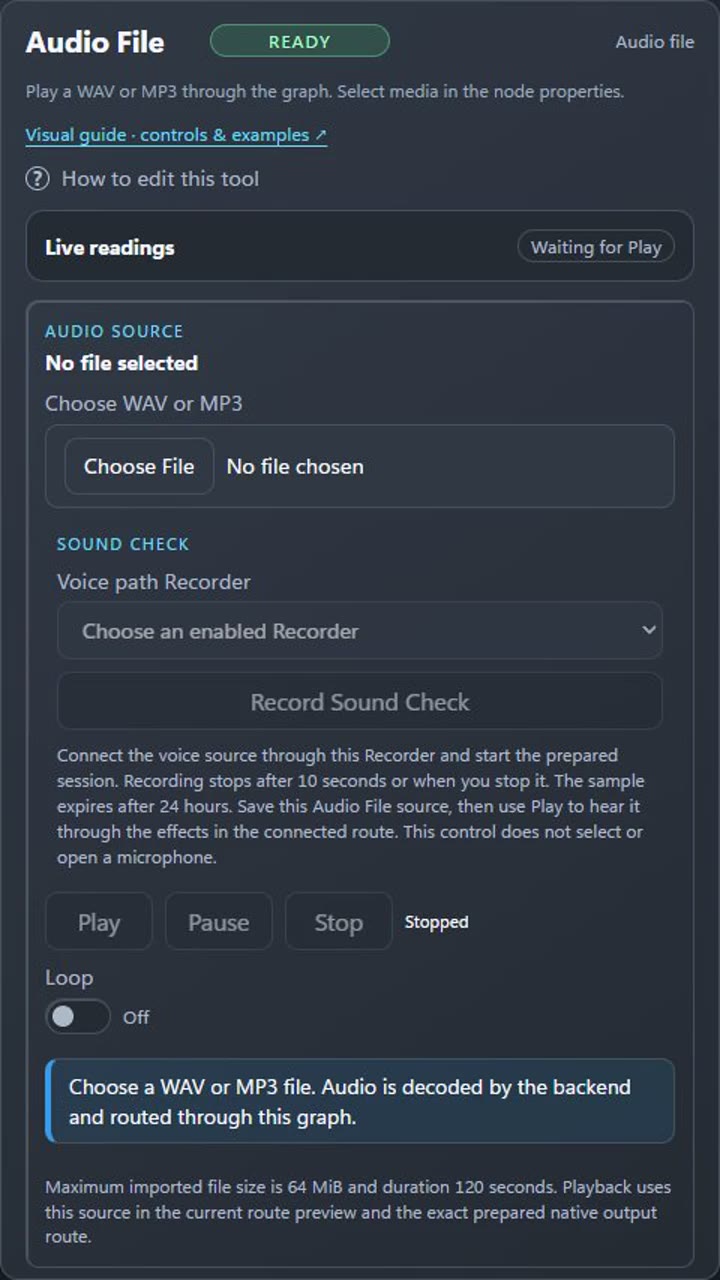 Audio File
READY
Audio file
Play a WAV or MP3 through the graph. Select media in the node properties.
Visual guide · controls & examples ↗
? How to edit this tool
Live readings
Waiting for Play
AUDIO SOURCE
No file selected
Choose WAV or MP3
Choose File No file chosen
SOUND CHECK
Voice path Recorder
Choose an enabled Recorder
Record Sound Check
Connect the voice source through this Recorder and start the prepared
session. Recording stops after 10 seconds or when you stop it. The sample
expires after 24 hours. Save this Audio File source, then use Play to hear it
through the effects in the connected route. This control does not select or
open a microphone.
Play Pause Stop Stopped
Loop
Off
Choose a WAV or MP3 file. Audio is decoded by the backend
and routed through this graph.
Maximum imported file size is 64 MiB and duration 120 seconds. Playback uses
this source in the current route preview and the exact prepared native output
route.